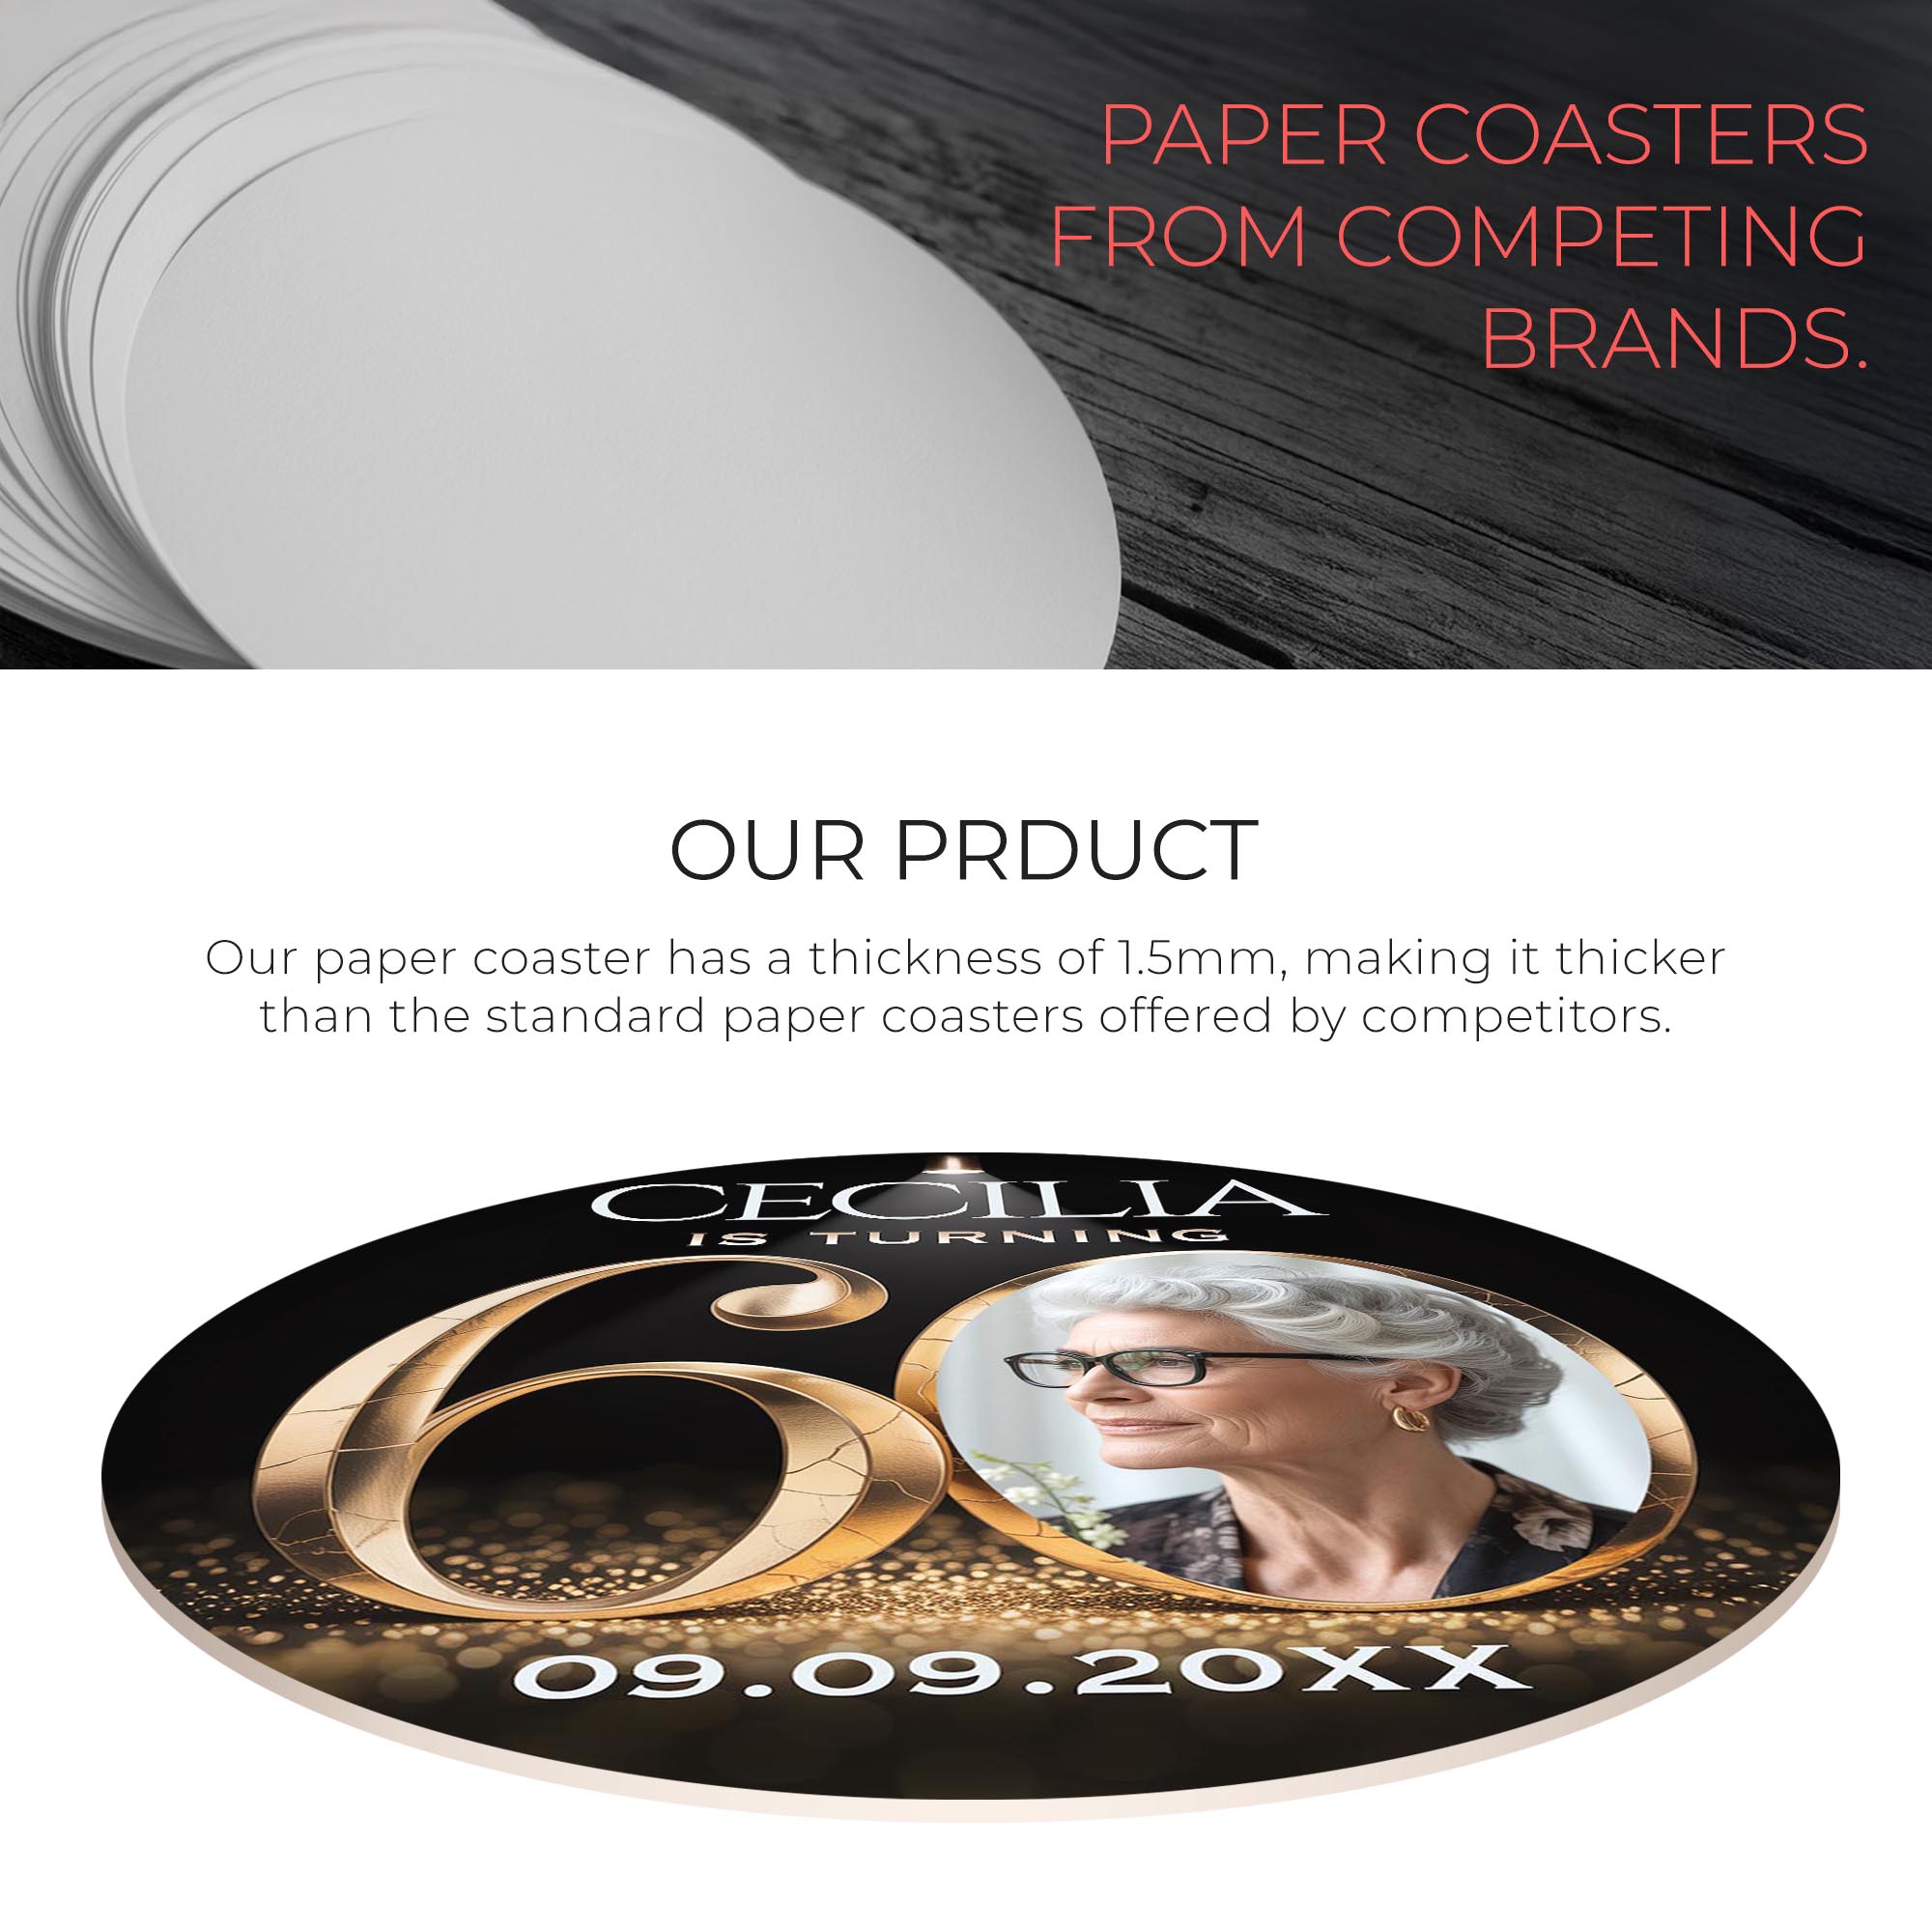 PAPER COASTERS
FROM COMPETING
BRANDS.
OUR PRDUCT
Our paper coaster has a thickness of 1.5mm, making it thicker
than the standard paper coasters offered by competitors.
CECILIA
IS TURNING
60
09.09.20XX